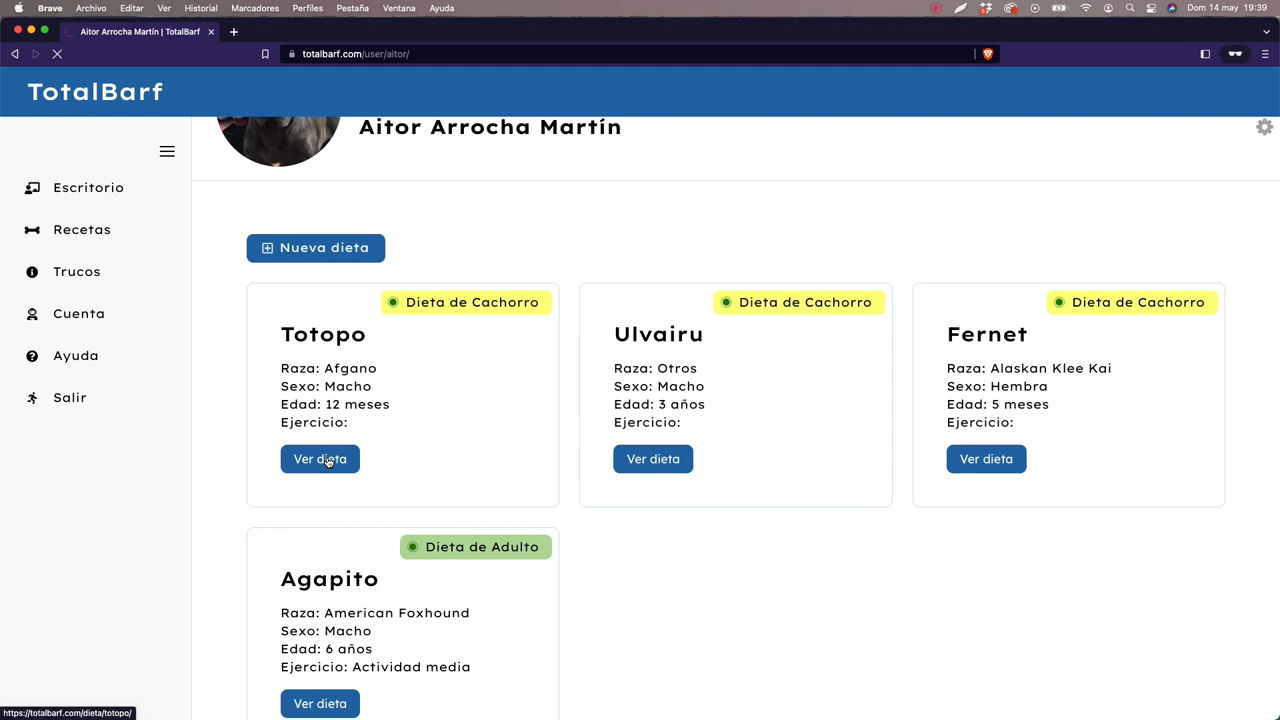 Brave Archivo Editar Ver Historial Marcadores Perfiles Pestaña Ventana Ayuda Dom 14 may 19:39
Aitor Arrocha Martín | TotalBarf
totalbarf.com/user/aitor/
TotalBarf
Aitor Arrocha Martín
Escritorio
Recetas
Trucos
Cuenta
Ayuda
Salir
Nueva dieta
Dieta de Cachorro
Totopo
Raza: Afgano
Sexo: Macho
Edad: 12 meses
Ejercicio:
Ver dieta
Dieta de Cachorro
Ulvairu
Raza: Otros
Sexo: Macho
Edad: 3 años
Ejercicio:
Ver dieta
Dieta de Cachorro
Fernet
Raza: Alaskan Klee Kai
Sexo: Hembra
Edad: 5 meses
Ejercicio:
Ver dieta
Dieta de Adulto
Agapito
Raza: American Foxhound
Sexo: Macho
Edad: 6 años
Ejercicio: Actividad media
Ver dieta
https://totalbarf.com/dieta/totopo/